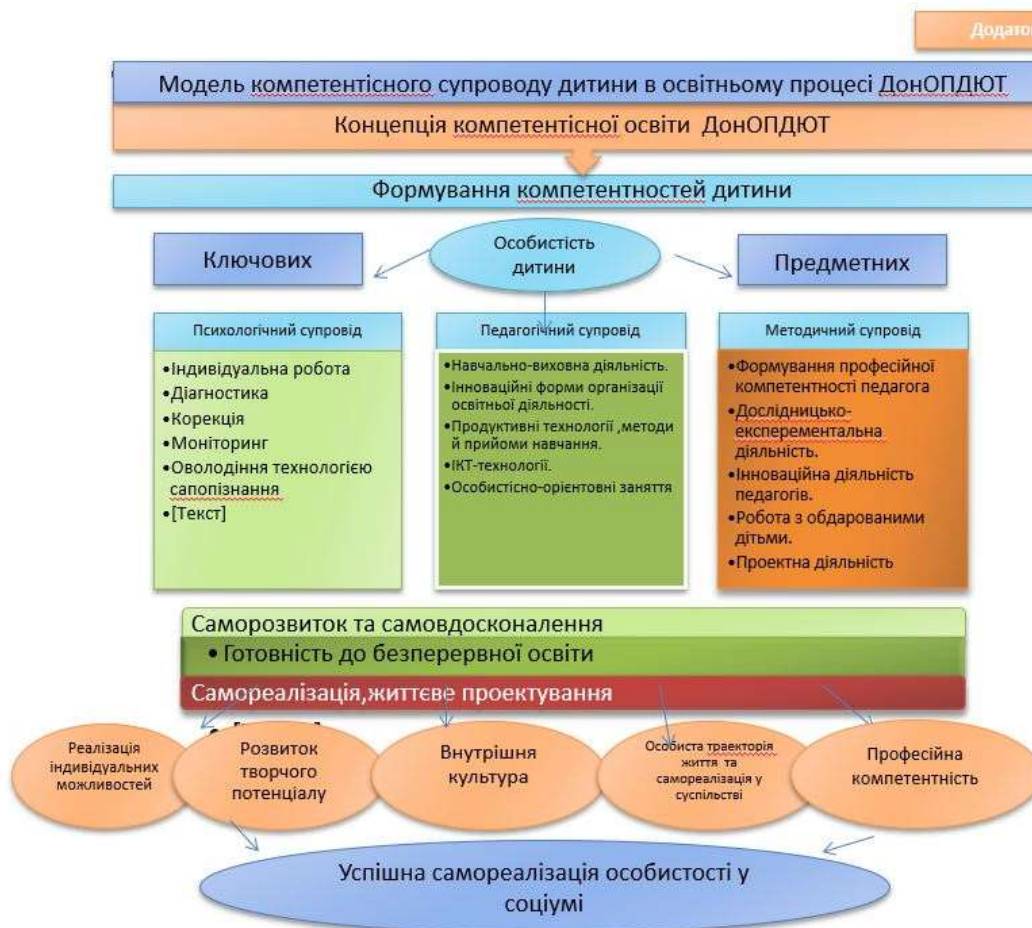 Додато
Модель компетентісного супроводу дитини в освітньому процесі ДонОПДЮТ
Концепція компетентісної освіти ДонОПДЮТ
Формування компетентностей дитини
Ключових
Особистість
дитини
Предметних
Психологічний супровід
•Індивідуальна робота
•Діагностика
•Корекція
•Моніторинг
•Оволодіння технологією
сапопізнання
•[Текст]
Педагогічний супровід
•Навчально-виховна діяльність.
•Інноваційні форми організації
освітньої діяльності.
•Продуктивні технології ,методи
й прийоми навчання.
•ІКТ-технології.
•Особистісно-орієнтовні заняття
Методичний супровід
•Формування професійної
компетентності педагога
•Дослідницько-
експерементальна
діяльність.
•Інноваційна діяльність
педагогів.
•Робота з обдарованими
дітьми.
•Проектна діяльність
Саморозвиток та самовдосконалення
• Готовність до безперервної освіти
Самореалізація,життєве проектування
Реалізація
індивідуальних
можливостей
Розвиток
творчого
потенціалу
Внутрішня
культура
Особиста траекторія
життя та
самореалізація у
суспільстві
Професійна
компетентність
Успішна самореалізація особистості у
соціумі